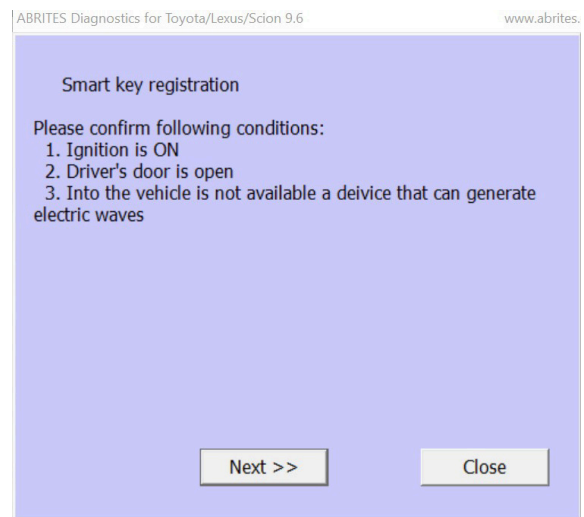 ABRITES Diagnostics for Toyota/Lexus/Scion 9.6 www.abrites.
Smart key registration
Please confirm following conditions:
1. Ignition is ON
2. Driver's door is open
3. Into the vehicle is not available a deivice that can generate
electric waves
Next >> Close